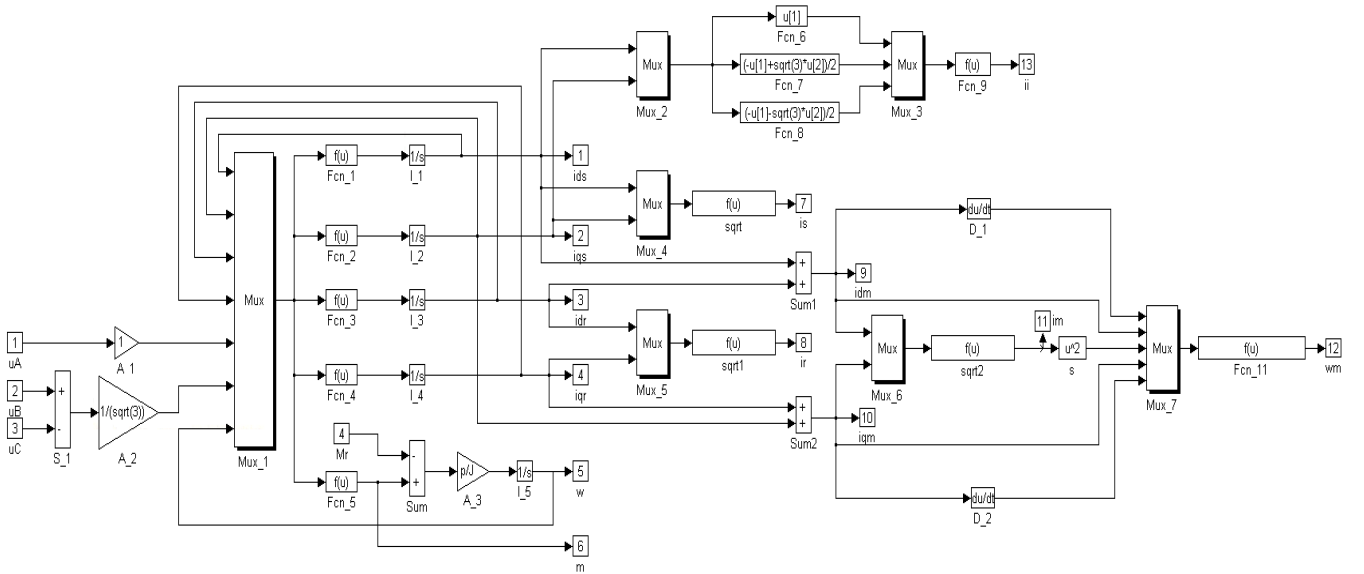 u[1]
Fcn_6
Mux
Mux_2
(-u[1]+sqrt(3)*u[2])/2
Fcn_7
(-u[1]-sqrt(3)*u[2])/2
Fcn_8
Mux
Mux_3
f(u)
Fcn_9
13
ii
f(u)
Fcn_1
1/s
I_1
1
ids
Mux
Mux_4
f(u)
sqrt
7
is
du/dt
D_1
f(u)
Fcn_2
1/s
I_2
2
iqs
+
+
Sum1
9
idm
Mux
Mux_1
f(u)
Fcn_3
1/s
I_3
3
idr
Mux
Mux_5
f(u)
sqrt1
8
ir
Mux
Mux_6
f(u)
sqrt2
11
im
u^2
s
Mux
Mux_7
f(u)
Fcn_11
12
wm
1
uA
1
A_1
2
uB
3
uC
+
-
S_1
1/(sqrt(3))
A_2
f(u)
Fcn_4
1/s
I_4
4
iqr
+
+
Sum2
10
iqm
4
Mr
f(u)
Fcn_5
-
+
Sum
p/J
A_3
1/s
I_5
5
w
du/dt
D_2
6
m